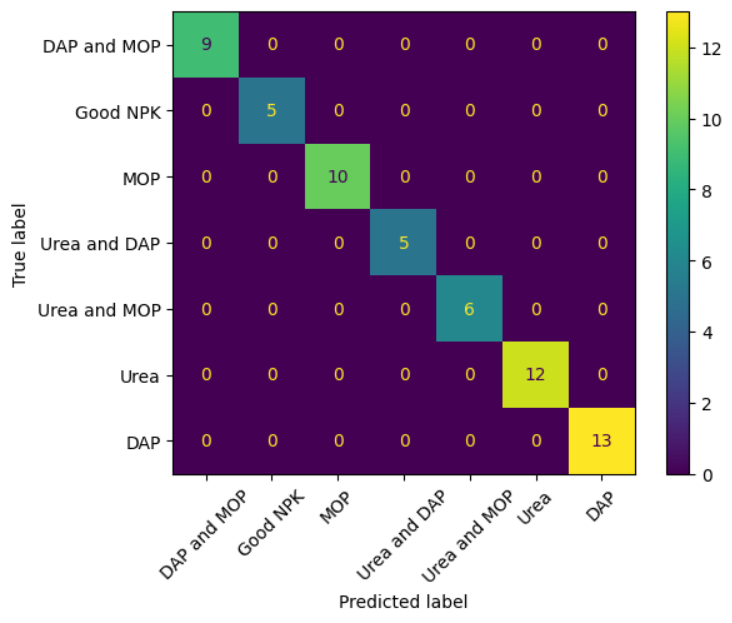 DAP and MOP 9 0 0 0 0 0 0
Good NPK 0 5 0 0 0 0 0
MOP 0 0 10 0 0 0 0
Urea and DAP 0 0 0 5 0 0 0
Urea and MOP 0 0 0 0 6 0 0
Urea 0 0 0 0 0 12 0
DAP 0 0 0 0 0 0 13
True label
DAP and MOP Good NPK MOP Urea and DAP Urea and MOP Urea DAP
Predicted label
12
10
8
6
4
2
0